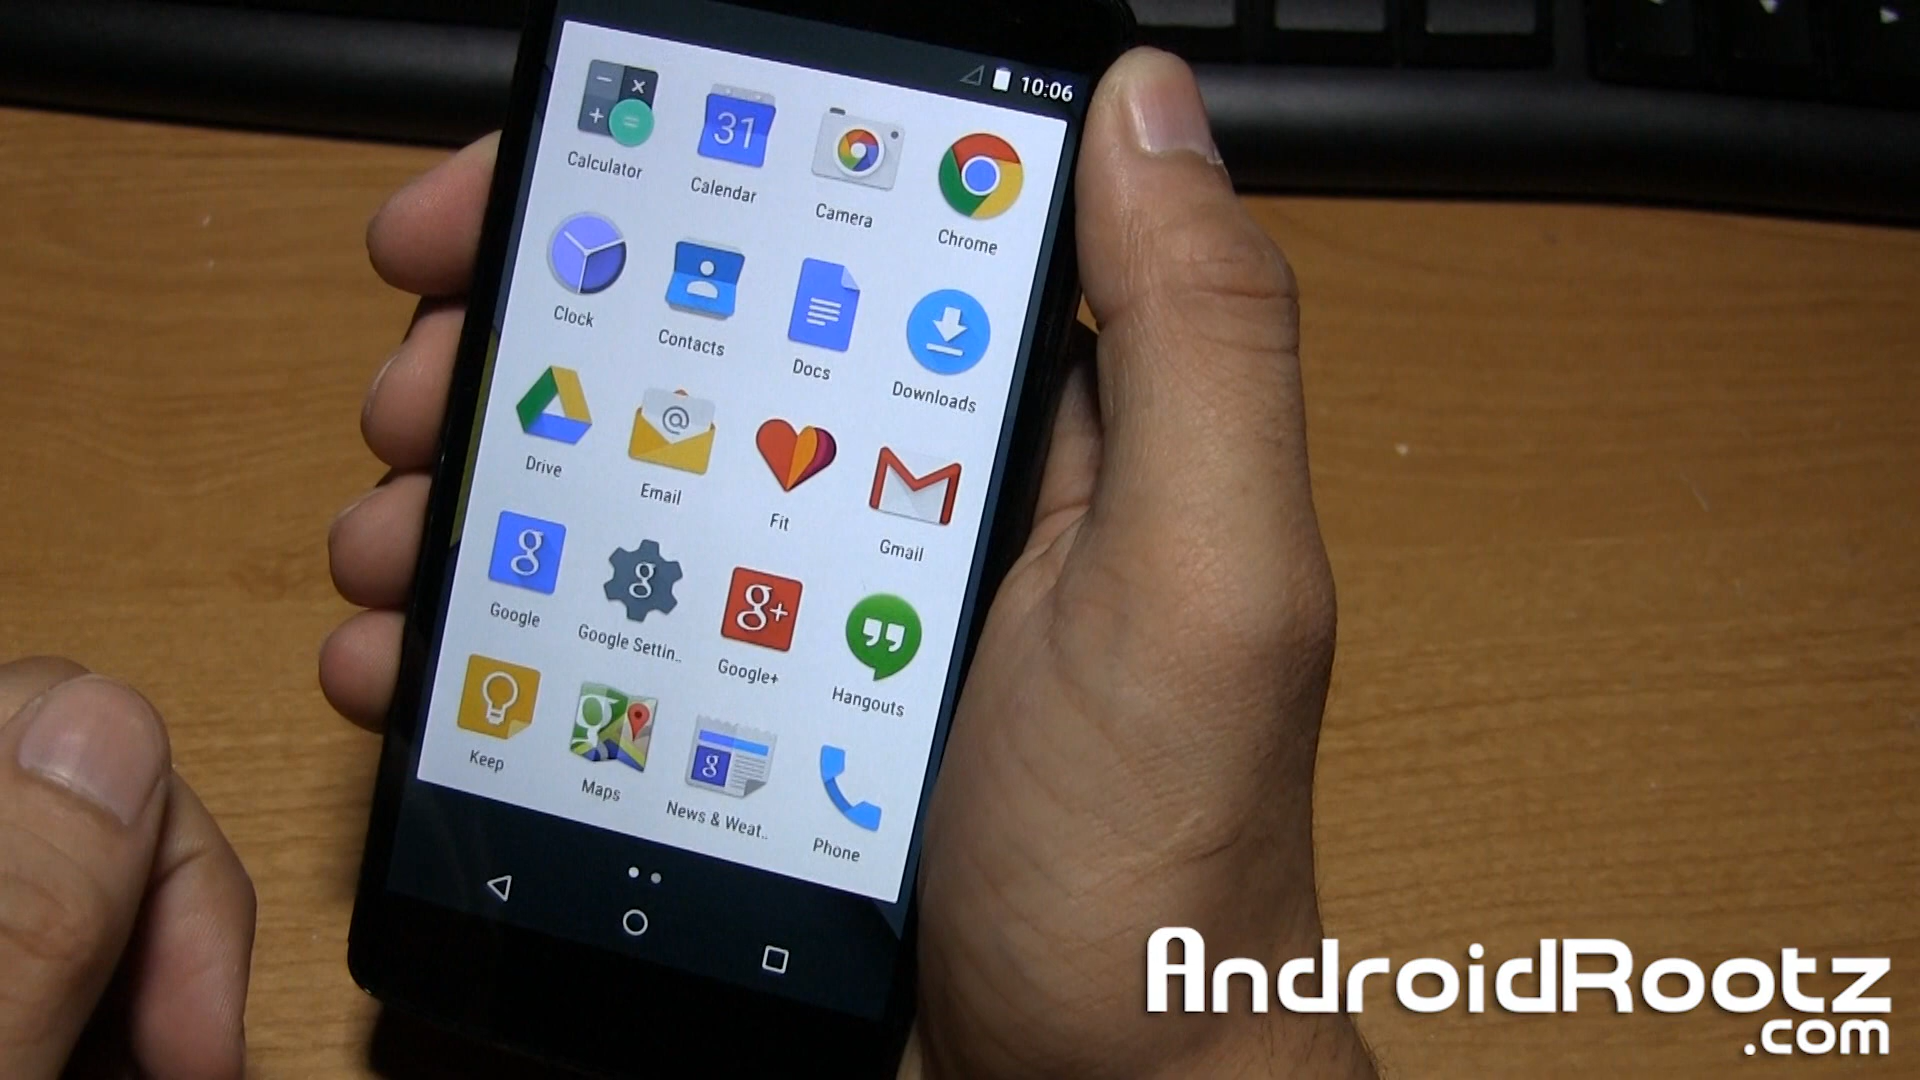 10:06
31
Calculator
Calendar
Camera
Chrome
Clock
Contacts
Docs
Downloads
@
Drive
Email
Fit
Gmail
g
g
g+
Google
Google Settin..
Google+
Hangouts
g
g
Keep
Maps
News & Weat..
Phone
AndroidRootz
.com